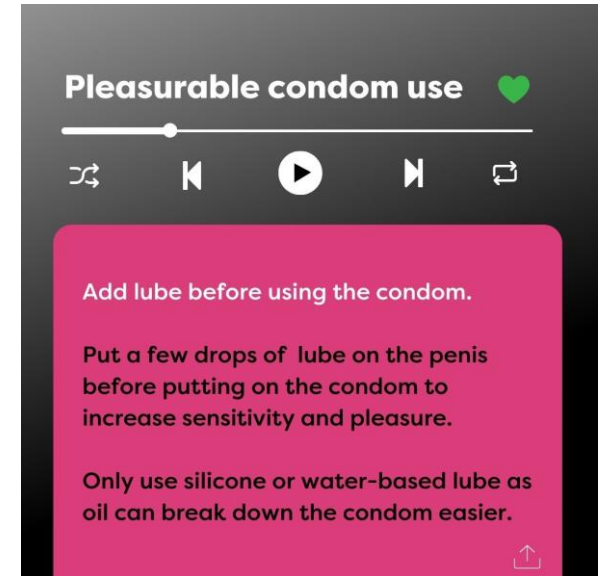 Pleasurable condom use
Add lube before using the condom.
Put a few drops of lube on the penis
before putting on the condom to
increase sensitivity and pleasure.
Only use silicone or water-based lube as
oil can break down the condom easier.